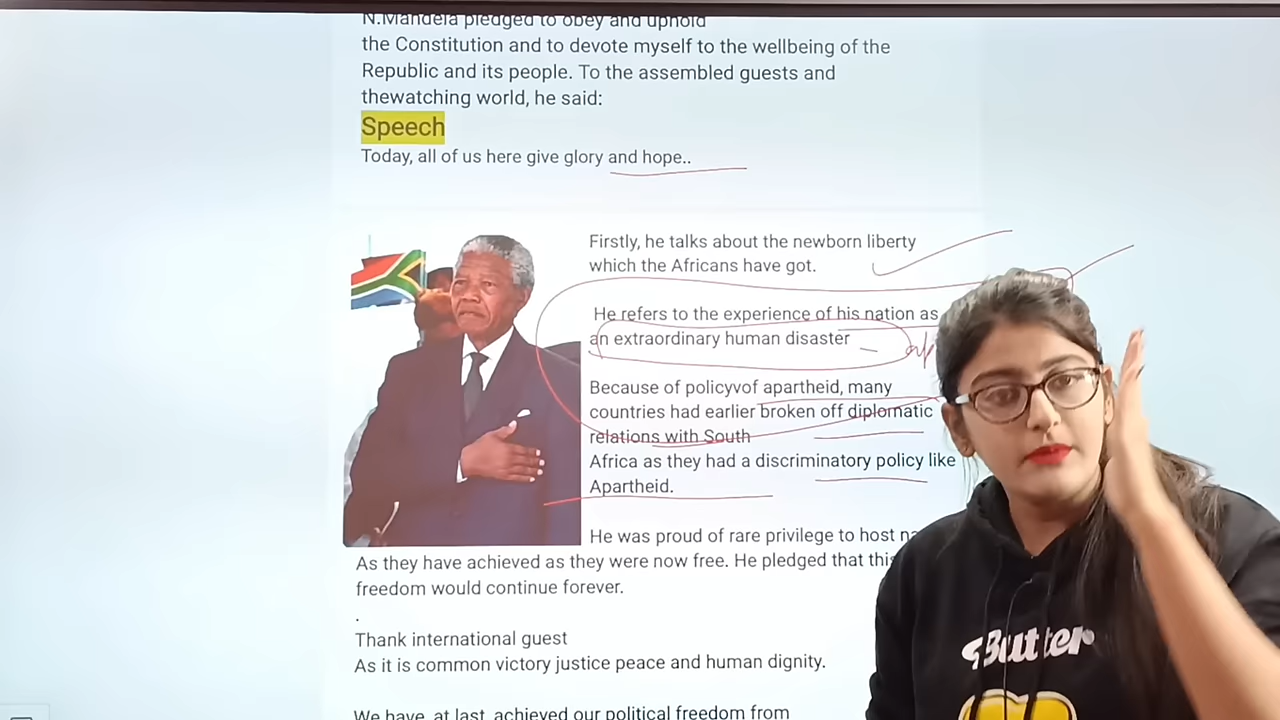 N.Mandela pledged to obey and uphold
the Constitution and to devote myself to the wellbeing of the
Republic and its people. To the assembled guests and
thewatching world, he said:
Speech
Today, all of us here give glory and hope..
Firstly, he talks about the newborn liberty
which the Africans have got.
He refers to the experience of his nation as
an extraordinary human disaster
Because of policyvof apartheid, many
countries had earlier broken off diplomatic
relations with South
Africa as they had a discriminatory policy like
Apartheid.
He was proud of rare privilege to host
As they have achieved as they were now free. He pledged that this
freedom would continue forever.
.
Thank international guest
As it is common victory justice peace and human dignity.
We have, at last, achieved our political freedom from
Butter